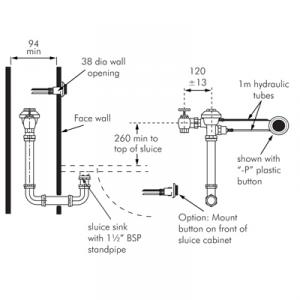 94
min
38 dia wall
opening
Face wall
260 min to
top of sluice
sluice sink
with 1½" BSP
standpipe
120
±13
1m hydraulic
tubes
shown with
"-P" plastic
button
Option: Mount
button on front of
sluice cabinet